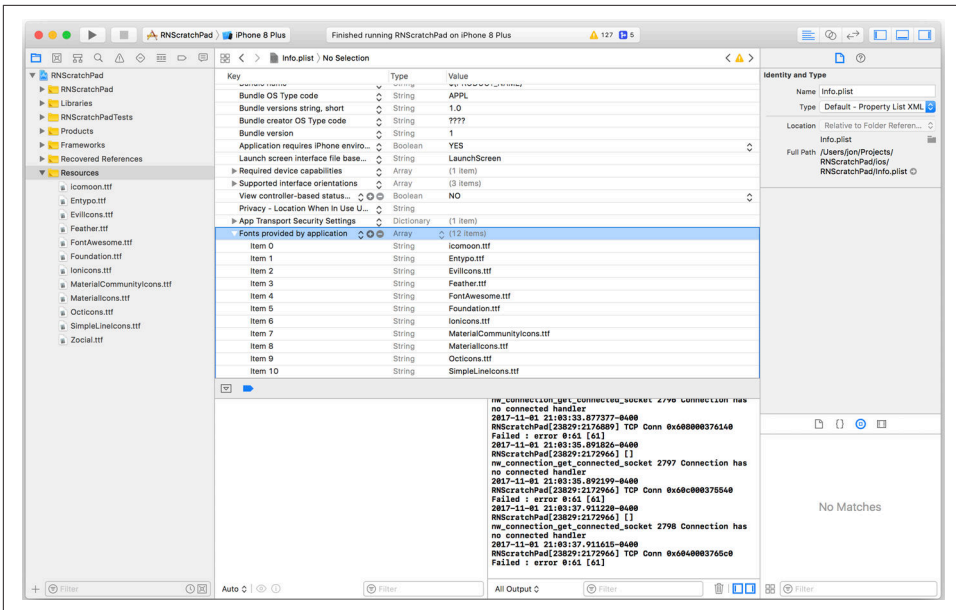 RNScratchPad
iPhone 8 Plus
Finished running RNScratchPad on iPhone 8 Plus
127
5
Info.plist
No Selection
RNScratchPad
RNScratchPad
Libraries
RNScratchPadTests
Products
Frameworks
Recovered References
Resources
icomoon.ttf
Entypo.ttf
EvilIcons.ttf
Feather.ttf
FontAwesome.ttf
Foundation.ttf
Ionicons.ttf
MaterialCommunityIcons.ttf
MaterialIcons.ttf
Octicons.ttf
SimpleLineIcons.ttf
Zocial.ttf
Filter
Key Type Value
Bundle name String $(PRODUCT_NAME)
Bundle OS Type code String APPL
Bundle versions string, short String 1.0
Bundle creator OS Type code String ????
Bundle version String 1
Application requires iPhone enviro... Boolean YES
Launch screen interface file base... String LaunchScreen
Required device capabilities Array (1 item)
Supported interface orientations Array (3 items)
View controller-based status... Boolean NO
Privacy - Location When In Use U... String
App Transport Security Settings Dictionary (1 item)
Fonts provided by application Array (12 items)
Item 0 String icomoon.ttf
Item 1 String Entypo.ttf
Item 2 String EvilIcons.ttf
Item 3 String Feather.ttf
Item 4 String FontAwesome.ttf
Item 5 String Foundation.ttf
Item 6 String Ionicons.ttf
Item 7 String MaterialCommunityIcons.ttf
Item 8 String MaterialIcons.ttf
Item 9 String Octicons.ttf
Item 10 String SimpleLineIcons.ttf
nw_connection_get_connected_socket 2796 Connection has
no connected handler
2017-11-01 21:03:33.877377-0400
RNScratchPad[23829:2176889] TCP Conn 0x608000376140
Failed : error 0:61 [61]
2017-11-01 21:03:35.891826-0400
RNScratchPad[23829:2172966] []
nw_connection_get_connected_socket 2797 Connection has
no connected handler
2017-11-01 21:03:35.892199-0400
RNScratchPad[23829:2172966] TCP Conn 0x60c000375540
Failed : error 0:61 [61]
2017-11-01 21:03:37.911220-0400
RNScratchPad[23829:2172966] []
nw_connection_get_connected_socket 2798 Connection has
no connected handler
2017-11-01 21:03:37.911615-0400
RNScratchPad[23829:2172966] TCP Conn 0x6040003765c0
Failed : error 0:61 [61]
Auto
Filter
All Output
Filter
Identity and Type
Name Info.plist
Type Default - Property List XML
Location Relative to Folder Referen...
Info.plist
Full Path /Users/jon/Projects/
RNScratchPad/ios/
RNScratchPad/Info.plist
No Matches
Filter